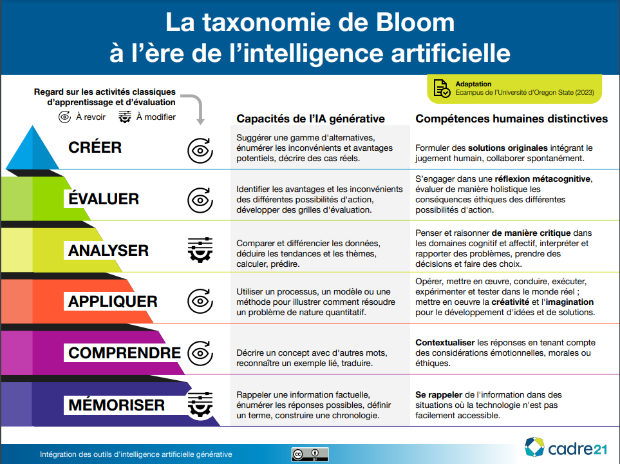 La taxonomie de Bloom
à l'ère de l'intelligence artificielle
Regard sur les activités classiques
d'apprentissage et d'évaluation
À revoir
À modifier
Adaptation
Ecampus de l'Université d'Oregon State (2023)
Capacités de l'IA générative
Compétences humaines distinctives
CRÉER
Suggérer une gamme d'alternatives,
énumérer les inconvénients et avantages
potentiels, décrire des cas réels.
Formuler des solutions originales intégrant le
jugement humain, collaborer spontanément.
ÉVALUER
Identifier les avantages et les inconvénients
des différentes possibilités d'action,
développer des grilles d'évaluation.
S'engager dans une réflexion métacognitive,
évaluer de manière holistique les
conséquences éthiques des différentes
possibilités d'action.
ANALYSER
Comparer et différencier les données,
déduire les tendances et les thèmes,
calculer, prédire.
Penser et raisonner de manière critique dans
les domaines cognitif et affectif, interpréter et
rapporter des problèmes, prendre des
décisions et faire des choix.
APPLIQUER
Utiliser un processus, un modèle ou une
méthode pour illustrer comment résoudre
un problème de nature quantitatif.
Opérer, mettre en œuvre, conduire, exécuter,
expérimenter et tester dans le monde réel ;
mettre en oeuvre la créativité et l'imagination
pour le développement d'idées et de solutions.
COMPRENDRE
Décrire un concept avec d'autres mots,
reconnaître un exemple lié, traduire.
Contextualiser les réponses en tenant compte
des considérations émotionnelles, morales ou
éthiques.
MÉMORISER
Rappeler une information factuelle,
énumérer les réponses possibles, définir
un terme, construire une chronologie.
Se rappeler de l'information dans des
situations où la technologie n'est pas
facilement accessible.
Intégration des outils d'intelligence artificielle générative
cc
BY
cadre21